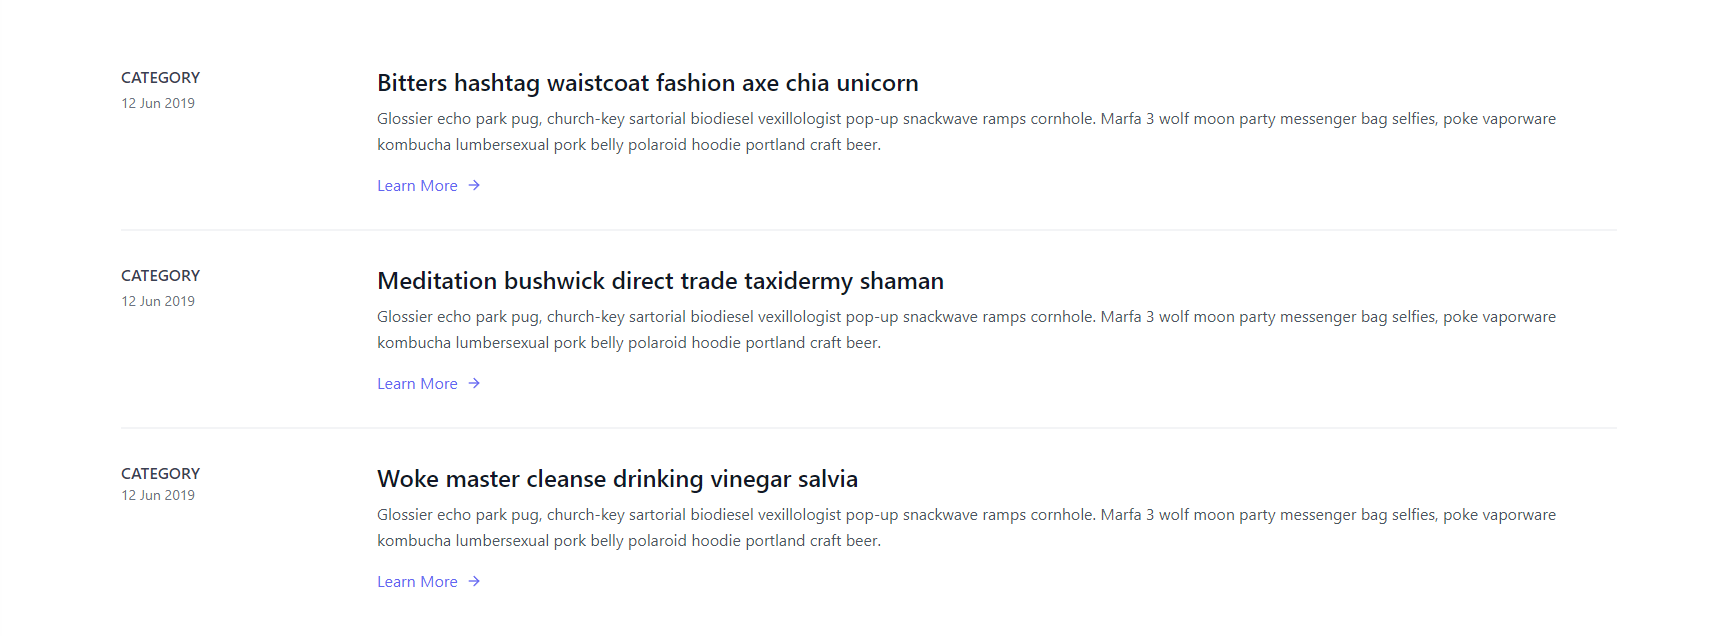 CATEGORY
12 Jun 2019
Bitters hashtag waistcoat fashion axe chia unicorn
Glossier echo park pug, church-key sartorial biodiesel vexillologist pop-up snackwave ramps cornhole. Marfa 3 wolf moon party messenger bag selfies, poke vaporware
kombucha lumbersexual pork belly polaroid hoodie portland craft beer.
Learn More →
CATEGORY
12 Jun 2019
Meditation bushwick direct trade taxidermy shaman
Glossier echo park pug, church-key sartorial biodiesel vexillologist pop-up snackwave ramps cornhole. Marfa 3 wolf moon party messenger bag selfies, poke vaporware
kombucha lumbersexual pork belly polaroid hoodie portland craft beer.
Learn More →
CATEGORY
12 Jun 2019
Woke master cleanse drinking vinegar salvia
Glossier echo park pug, church-key sartorial biodiesel vexillologist pop-up snackwave ramps cornhole. Marfa 3 wolf moon party messenger bag selfies, poke vaporware
kombucha lumbersexual pork belly polaroid hoodie portland craft beer.
Learn More →